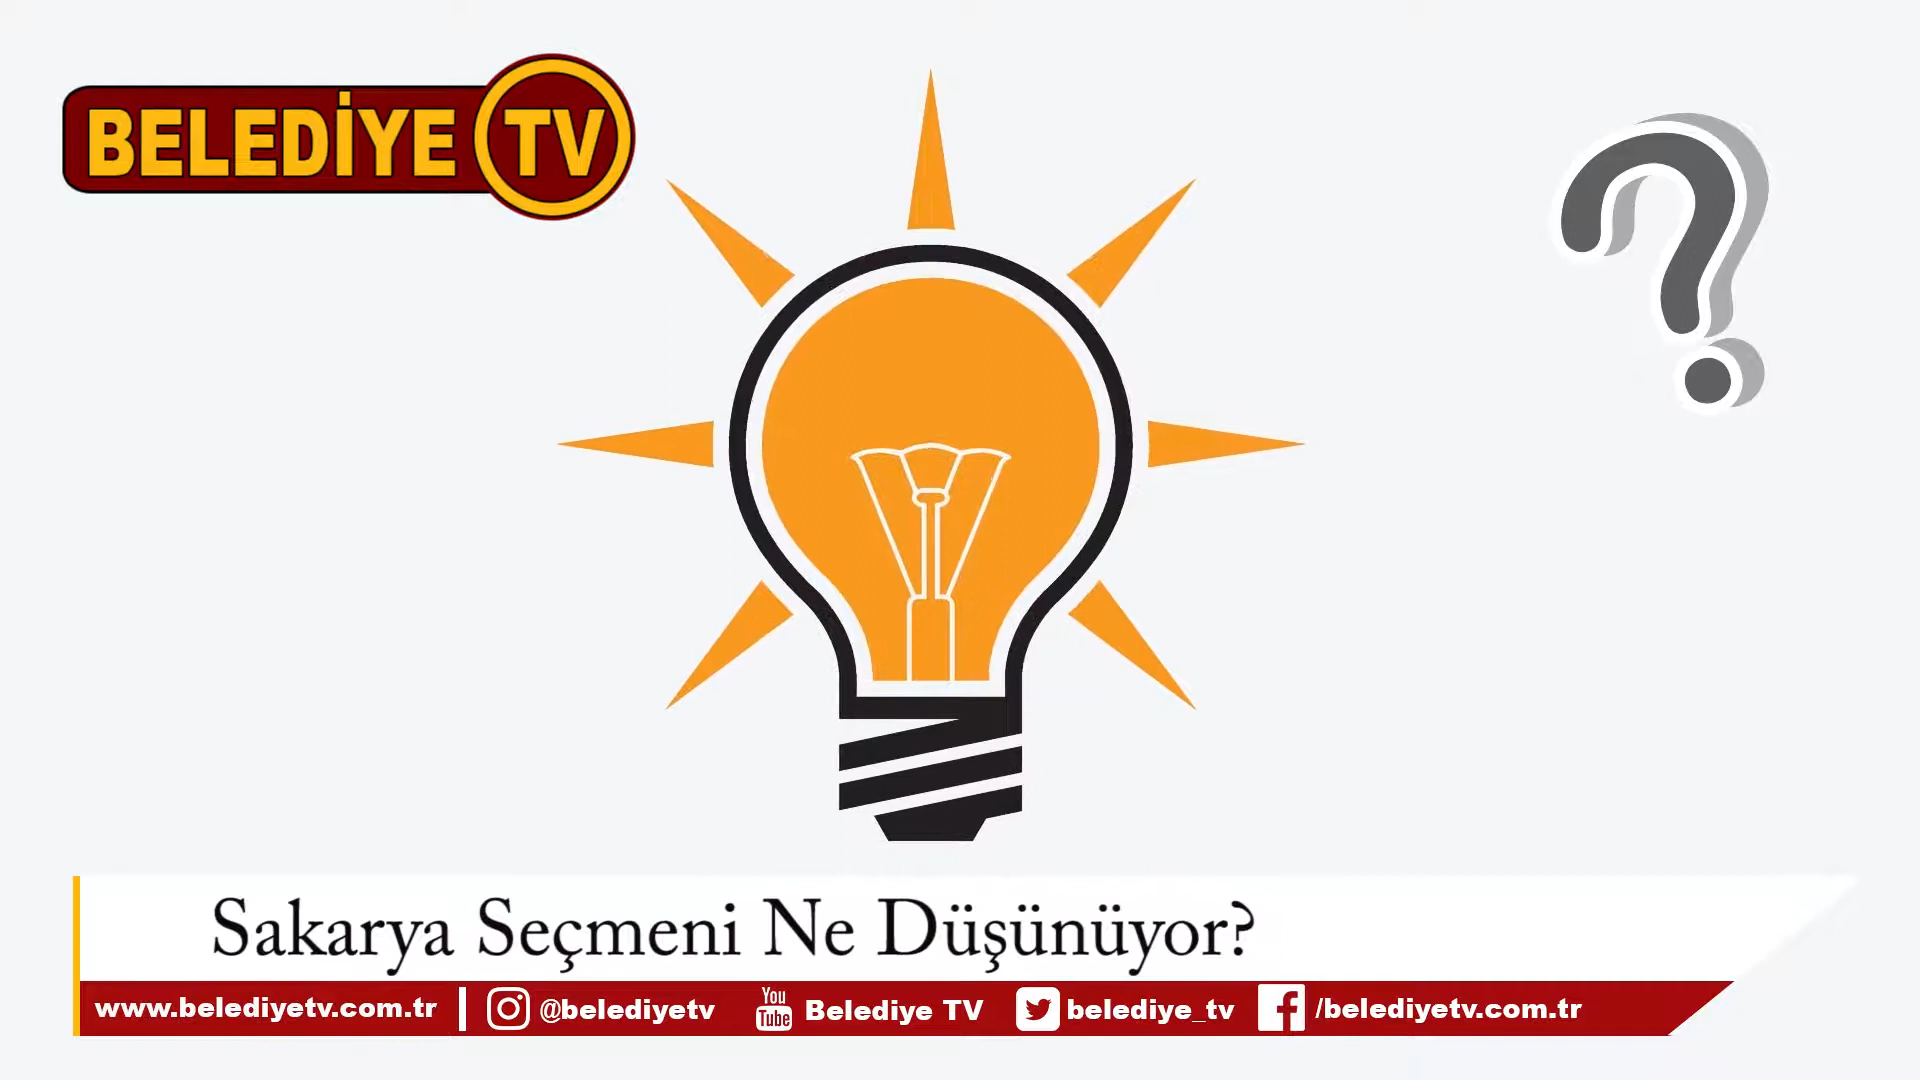 BELEDİYE TV
?
Sakarya Seçmeni Ne Düşünüyor?
www.belediyetv.com.tr | @belediyetv You Tube Belediye TV belediye_tv /belediyetv.com.tr